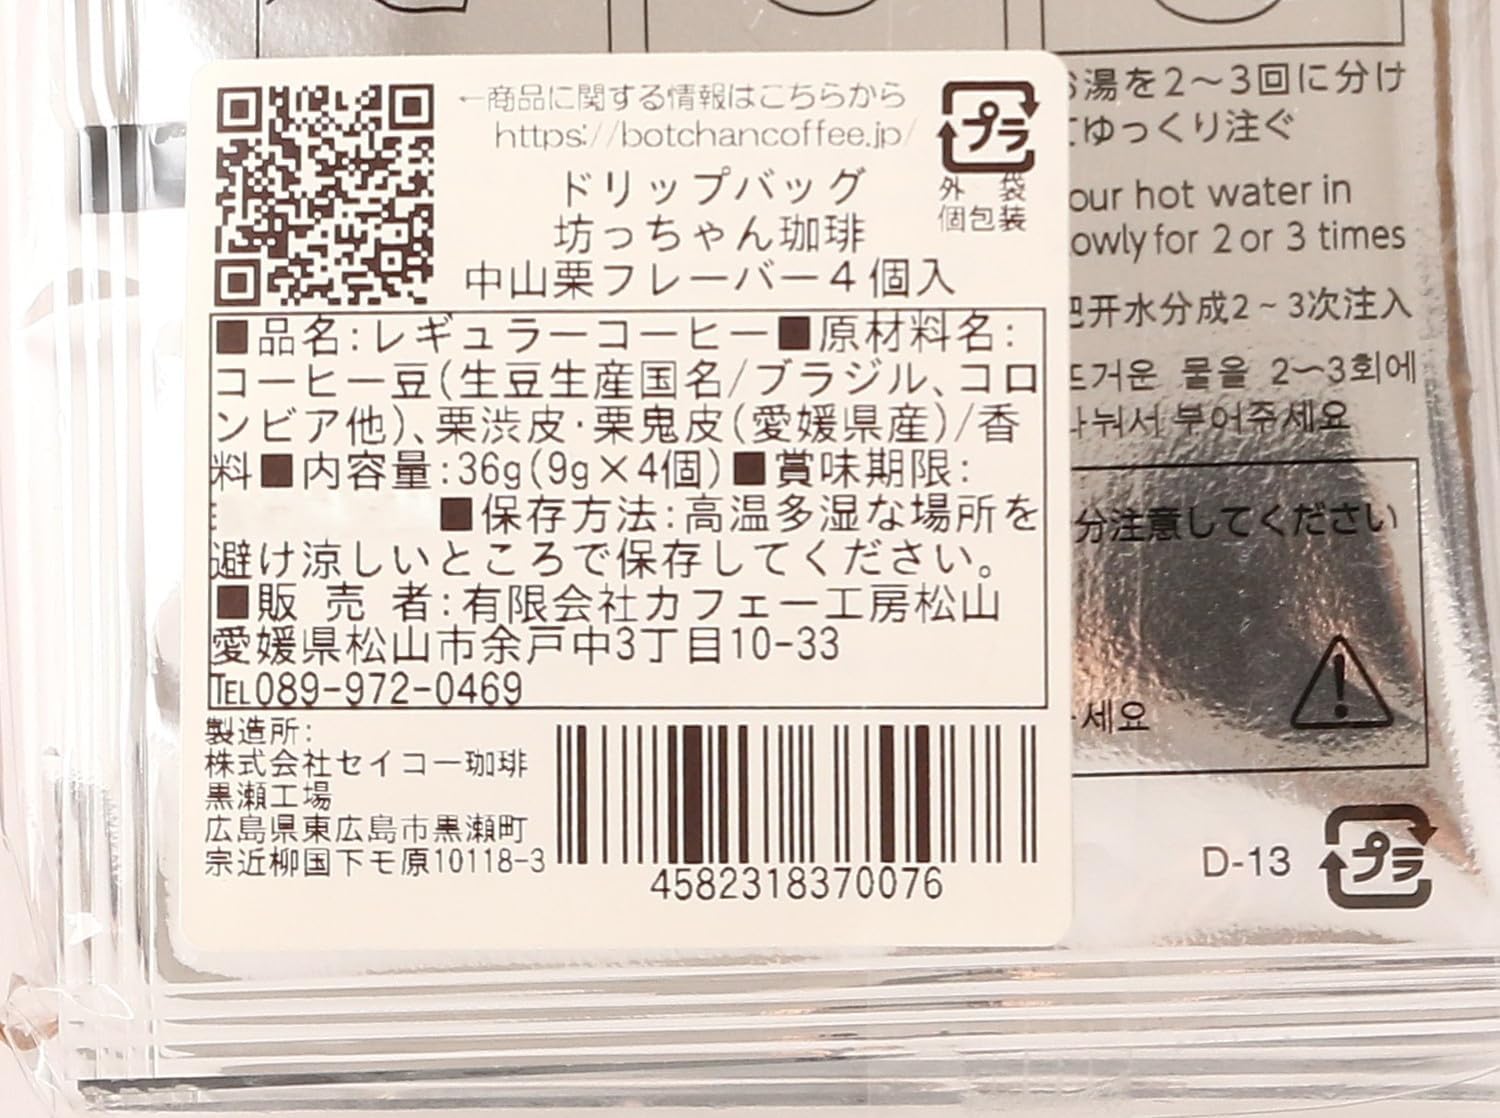 ←商品に関する情報はこちらから
https://botchancoffee.jp/
プラ
外 袋
個包装
ドリップバッグ
坊っちゃん珈琲
中山栗フレーバー4個入
■品名:レギュラーコーヒー■原材料名:
コーヒー豆(生豆生産国名/ブラジル、コロ
ンビア他)、栗渋皮・栗鬼皮(愛媛県産)/香
料■内容量:36g(9g×4個)■賞味期限:
■保存方法:高温多湿な場所を
避け涼しいところで保存してください。
■販 売 者:有限会社カフェー工房松山
愛媛県松山市余戸中3丁目10-33
TEL089-972-0469
製造所:
株式会社セイコー珈琲
黒瀬工場
広島県東広島市黒瀬町
宗近柳国下モ原10118-3
4582318370076
お湯を2〜3回に分け
てゆっくり注ぐ
our hot water in
owly for 2 or 3 times
把开水分成2~3次注入
뜨거운 물을 2〜3회에
나눠서 부어주세요
分注意してください
세요
D-13
プラ